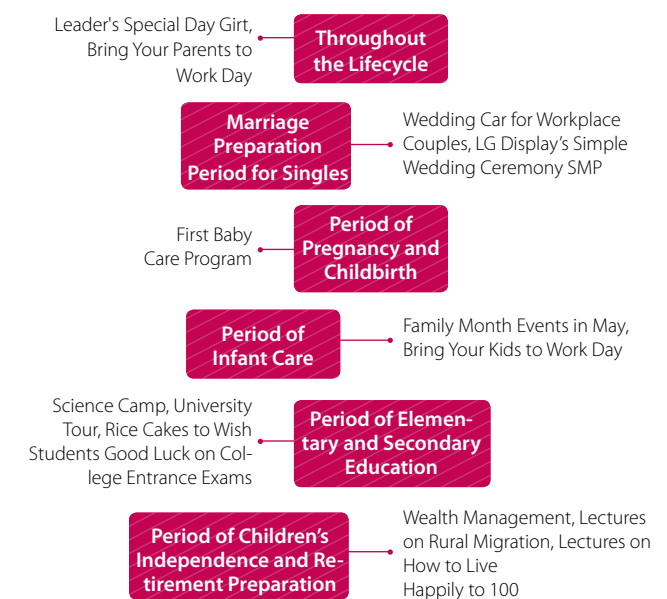 Leader's Special Day Girt,
Bring Your Parents to
Work Day
Throughout
the Lifecycle
Marriage
Preparation
Period for Singles
Wedding Car for Workplace
Couples, LG Display’s Simple
Wedding Ceremony SMP
First Baby
Care Program
Period of
Pregnancy and
Childbirth
Period of
Infant Care
Family Month Events in May,
Bring Your Kids to Work Day
Science Camp, University
Tour, Rice Cakes to Wish
Students Good Luck on Col-
lege Entrance Exams
Period of Elemen-
tary and Secondary
Education
Period of Children’s
Independence and Re-
tirement Preparation
Wealth Management, Lectures
on Rural Migration, Lectures on
How to Live
Happily to 100